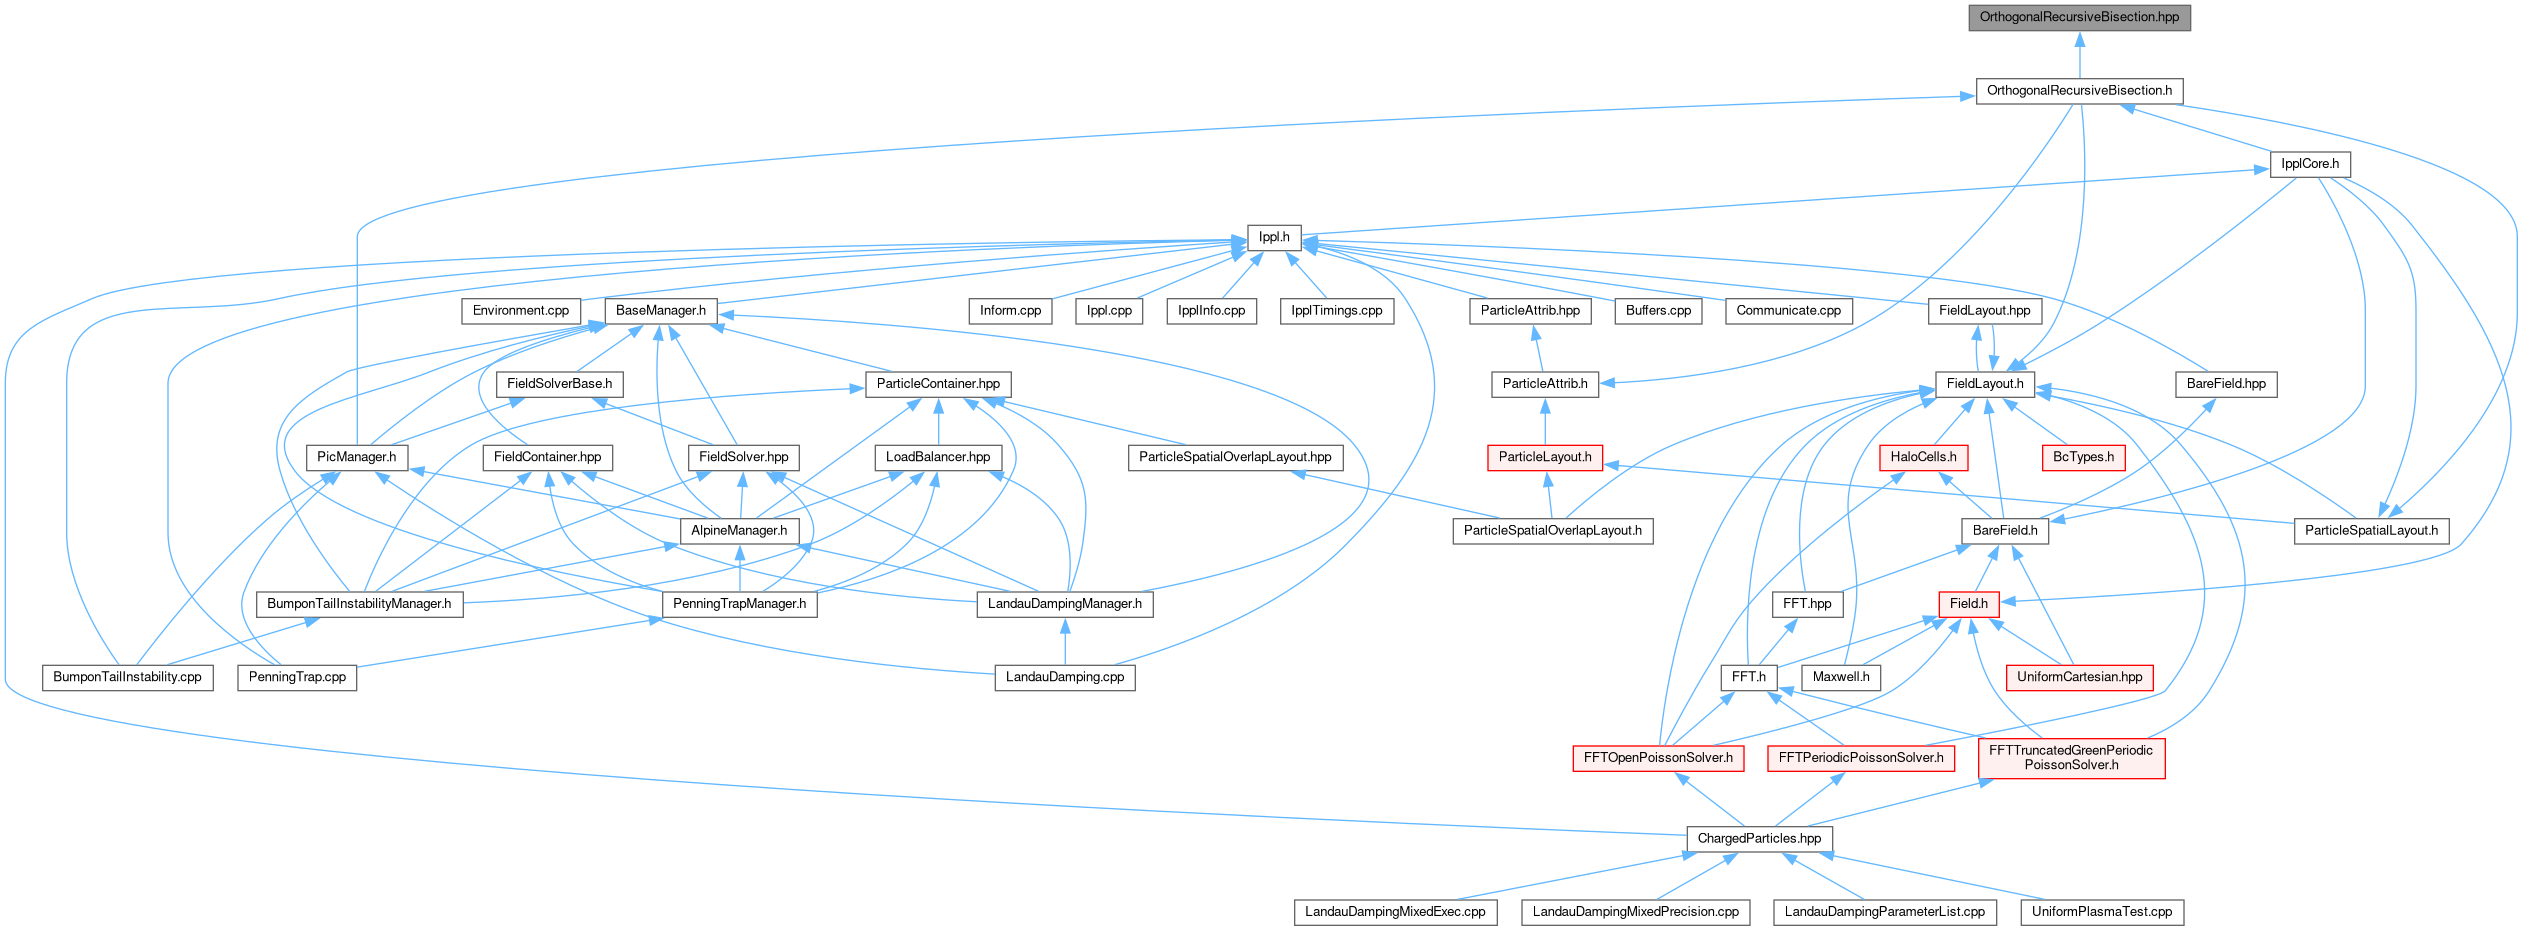 OrthogonalRecursiveBisection.hpp
OrthogonalRecursiveBisection.h
IpplCore.h
Ippl.h
Environment.cpp
BaseManager.h
Inform.cpp
Ippl.cpp
IpplInfo.cpp
IpplTimings.cpp
ParticleAttrib.hpp
Buffers.cpp
Communicate.cpp
FieldLayout.hpp
FieldSolverBase.h
ParticleContainer.hpp
ParticleAttrib.h
FieldLayout.h
BareField.hpp
PicManager.h
FieldContainer.hpp
FieldSolver.hpp
LoadBalancer.hpp
ParticleSpatialOverlapLayout.hpp
ParticleLayout.h
HaloCells.h
BcTypes.h
AlpineManager.h
ParticleSpatialOverlapLayout.h
BareField.h
ParticleSpatialLayout.h
BumponTailInstabilityManager.h
PenningTrapManager.h
LandauDampingManager.h
FFT.hpp
Field.h
BumponTailInstability.cpp
PenningTrap.cpp
LandauDamping.cpp
FFT.h
Maxwell.h
UniformCartesian.hpp
FFTOpenPoissonSolver.h
FFTPeriodicPoissonSolver.h
FFTTruncatedGreenPeriodic
PoissonSolver.h
ChargedParticles.hpp
LandauDampingMixedExec.cpp
LandauDampingMixedPrecision.cpp
LandauDampingParameterList.cpp
UniformPlasmaTest.cpp